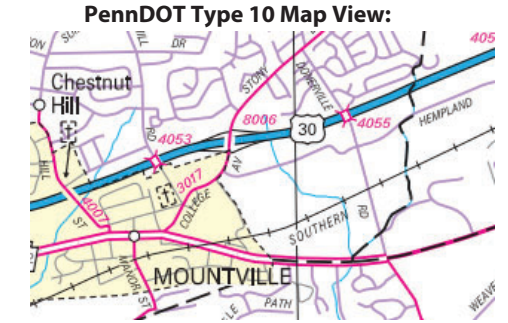 PennDOT Type 10 Map View:
HILL
DR
STONY
405
Chestnut
Hill
DONERVILLE
RD
4053
8006
30
4055
HEMPLAND
HILL
ST
4007
3017
COLLEGE
AV
SOUTHERN
RD
MANOR ST
MOUNTVILLE
PATH
WEAVE